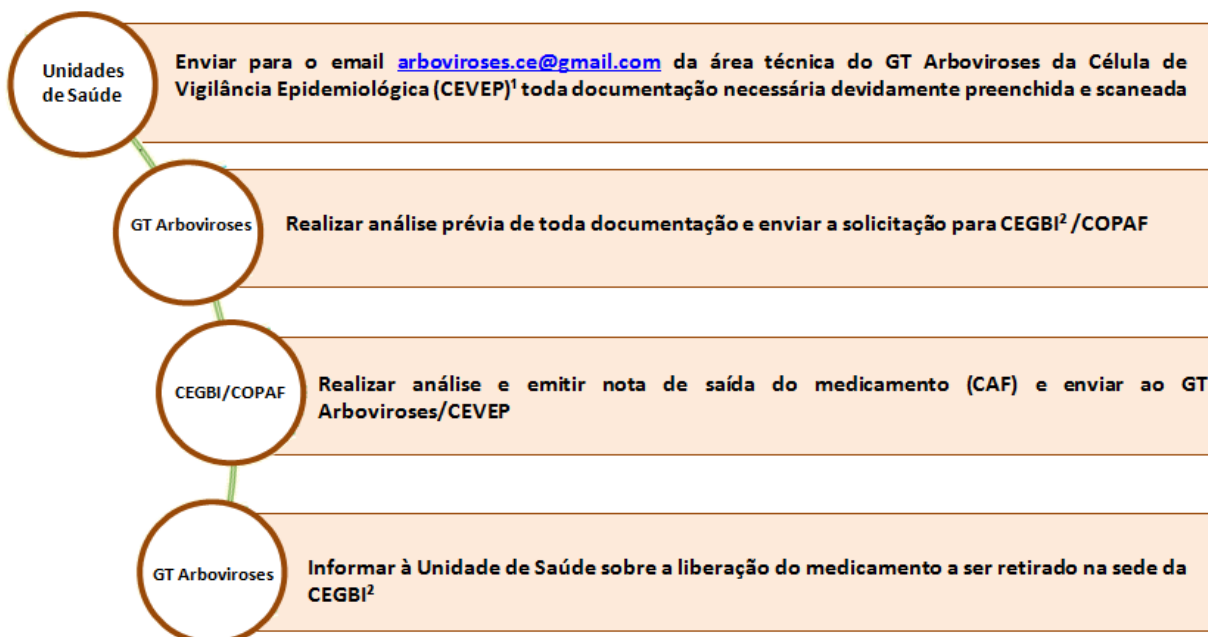 Unidades
de Saúde
Enviar para o email arboviroses.ce@gmail.com da área técnica do GT Arboviroses da Célula de
Vigilância Epidemiológica (CEVEP)¹ toda documentação necessária devidamente preenchida e scaneada
GT Arboviroses
Realizar análise prévia de toda documentação e enviar a solicitação para CEGBI² /COPAF
CEGBI/COPAF
Realizar análise e emitir nota de saída do medicamento (CAF) e enviar ao GT
Arboviroses/CEVEP
GT Arboviroses
Informar à Unidade de Saúde sobre a liberação do medicamento a ser retirado na sede da
CEGBI²